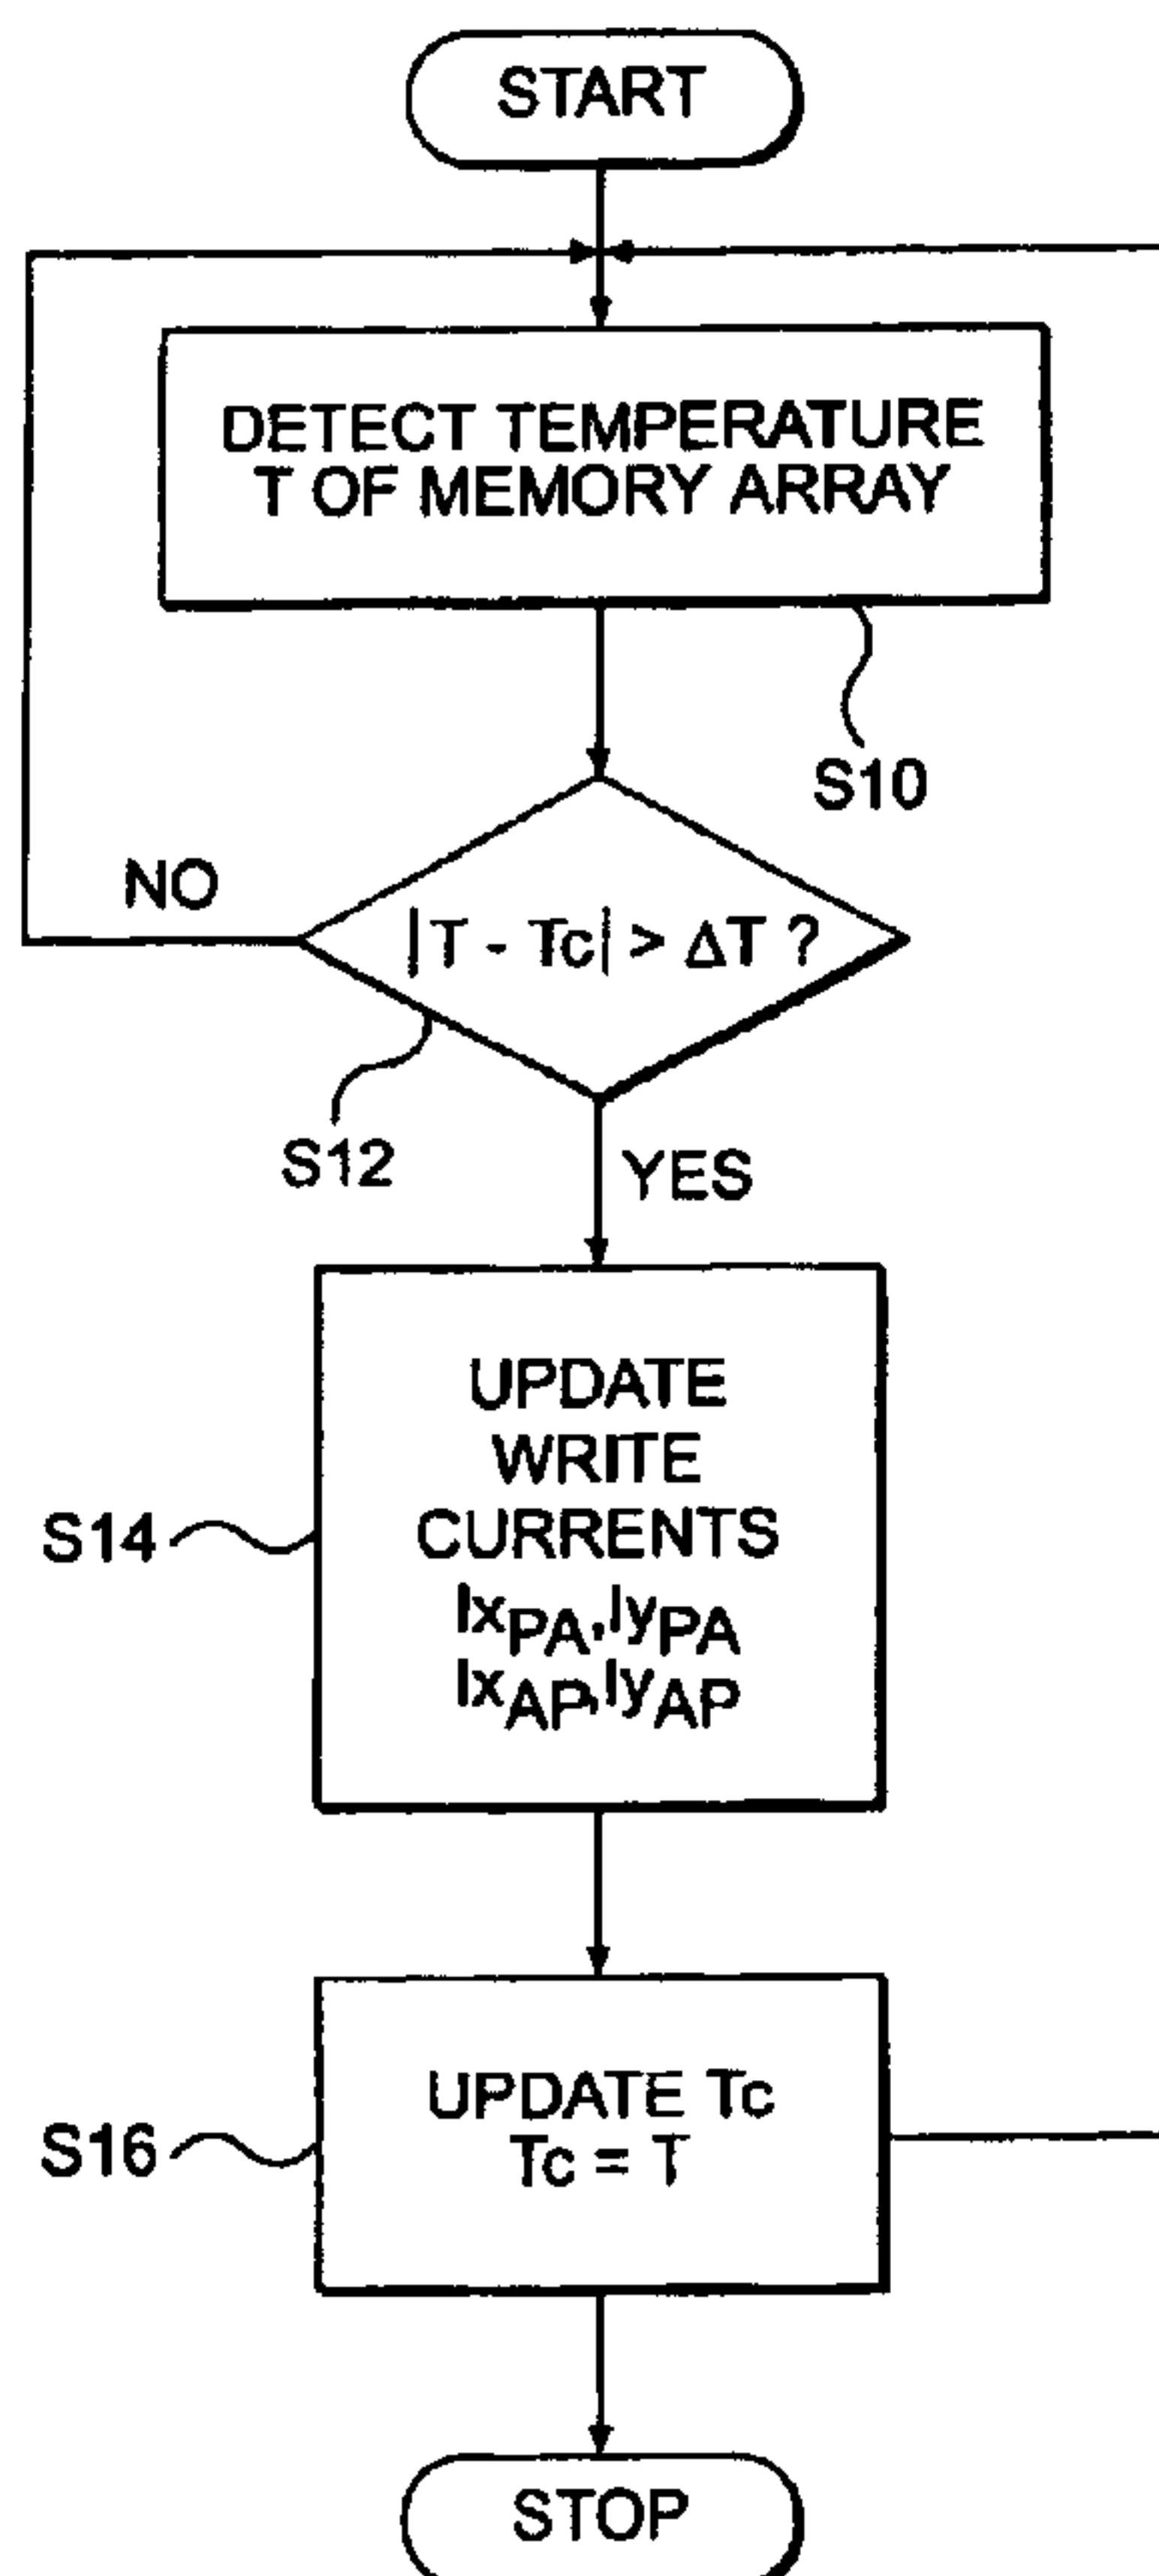 START
DETECT TEMPERATURE
T OF MEMORY ARRAY
S10
NO
|T - Tc| > ΔT ?
S12
YES
UPDATE
WRITE
CURRENTS
IxPA,IyPA
IxAP,IyAP
S14
UPDATE Tc
Tc = T
S16
STOP